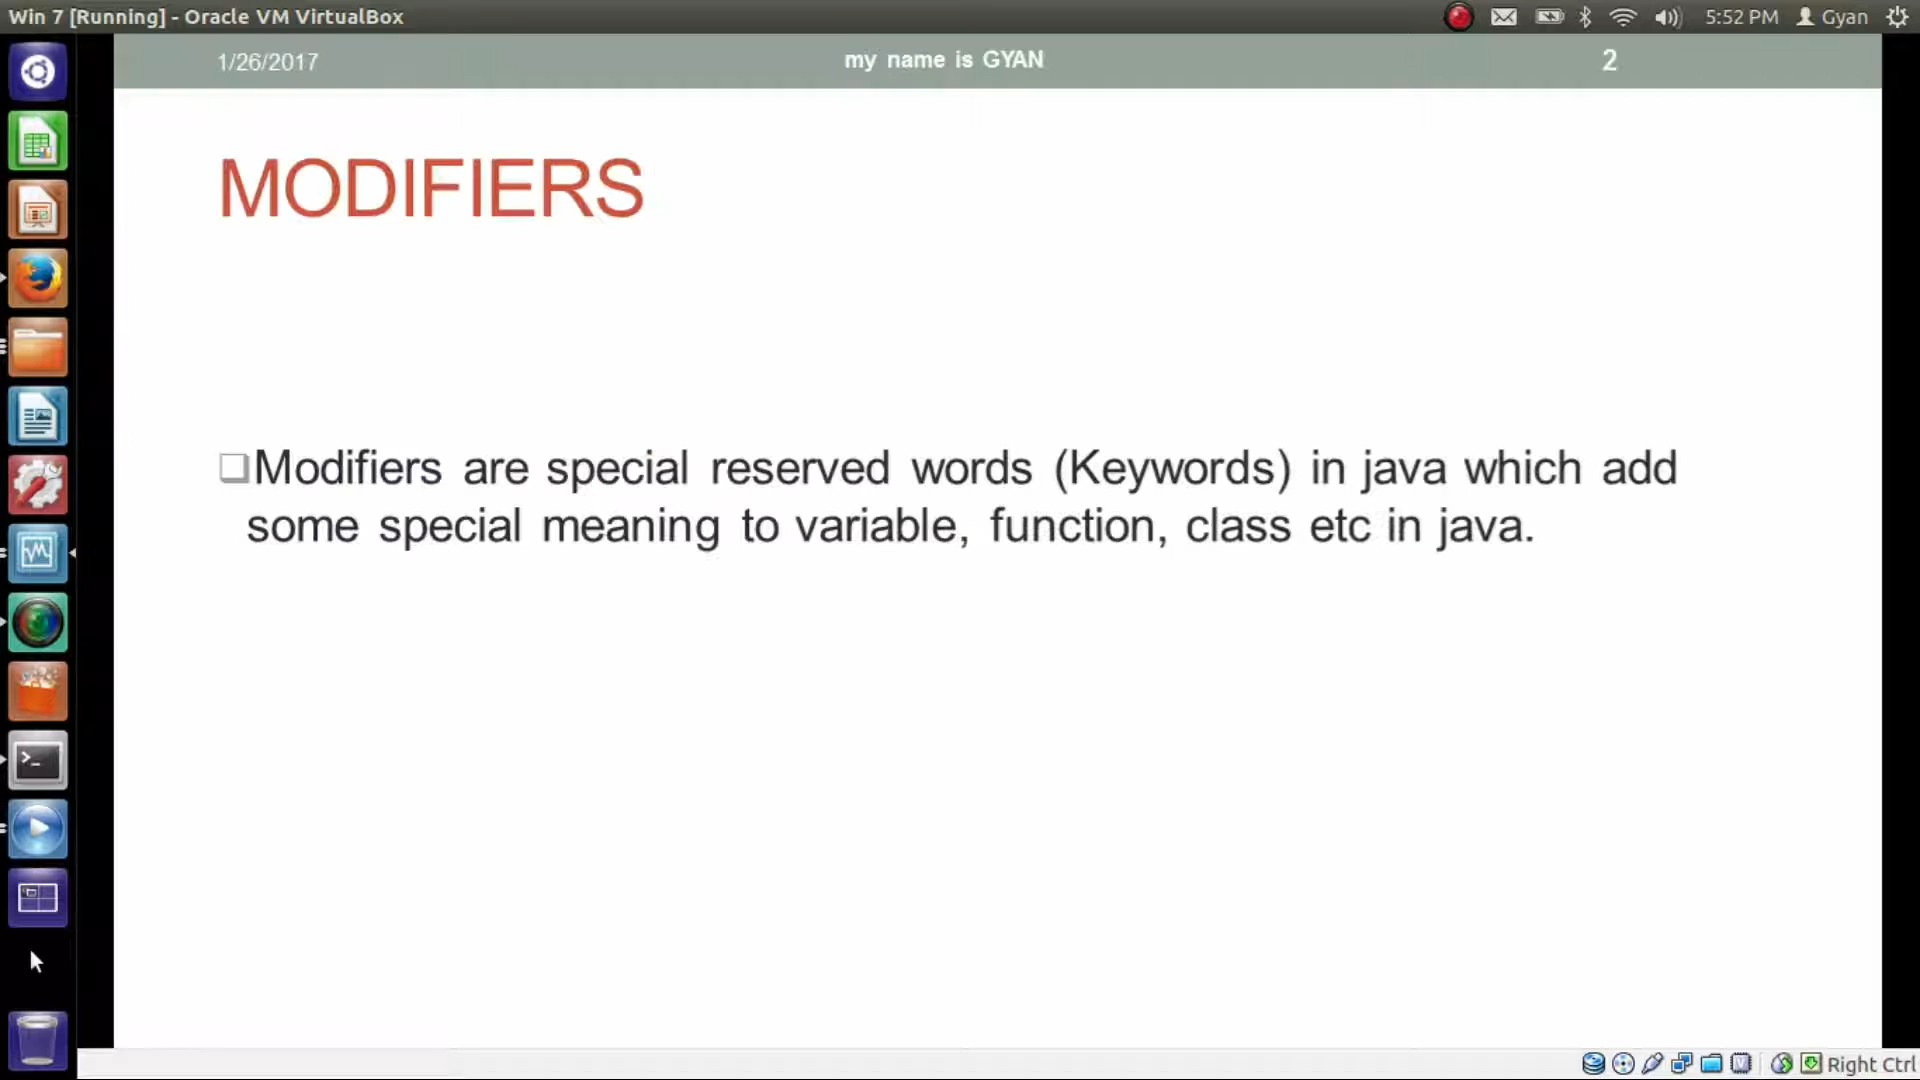 Win 7 [Running] - Oracle VM VirtualBox
5:52 PM Gyan
1/26/2017
my name is GYAN
2
MODIFIERS
Modifiers are special reserved words (Keywords) in java which add
some special meaning to variable, function, class etc in java.
Right Ctrl